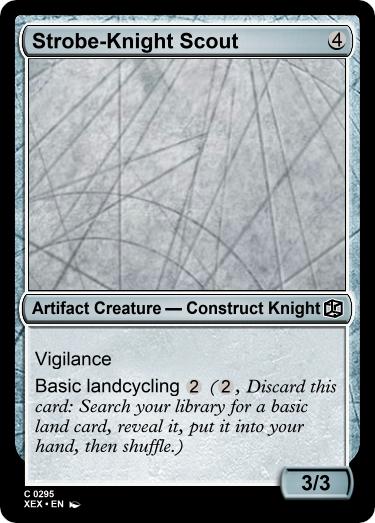 Strobe-Knight Scout 4
Artifact Creature — Construct Knight
Vigilance
Basic landcycling 2 (2, Discard this
card: Search your library for a basic
land card, reveal it, put it into your
hand, then shuffle.)
3/3
C 0295
XEX • EN